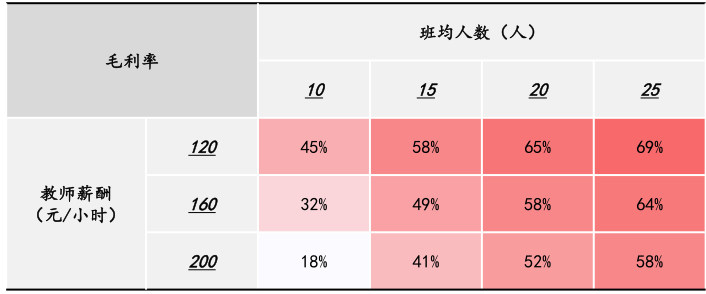 毛利率
班均人数（人）
10 15 20 25
教师薪酬
（元/小时）
120 45% 58% 65% 69%
160 32% 49% 58% 64%
200 18% 41% 52% 58%